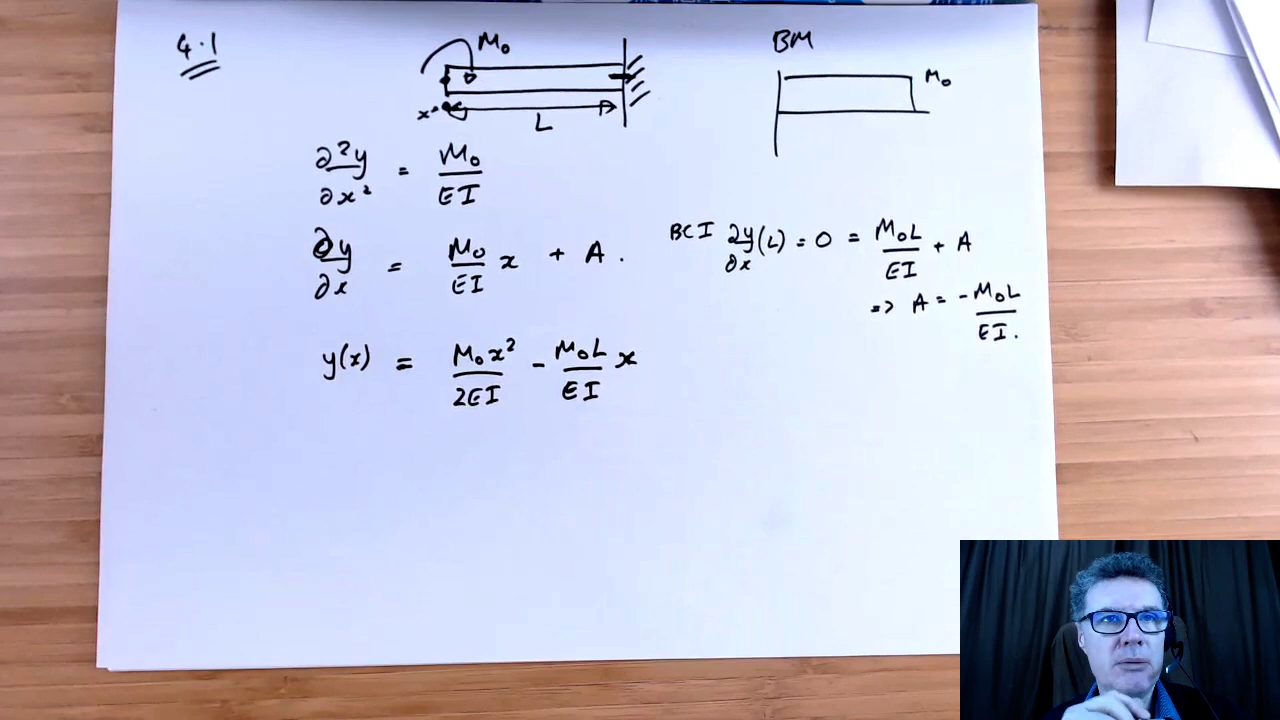 4.1
M₀
BM
M₀
x
L
∂²y/∂x² = M₀/EI
∂y/∂x = M₀/EI x + A.
BC1 ∂y/∂x (L) = 0 = M₀L/EI + A
=> A = -M₀L/EI.
y(x) = M₀x²/2EI - M₀L/EI x